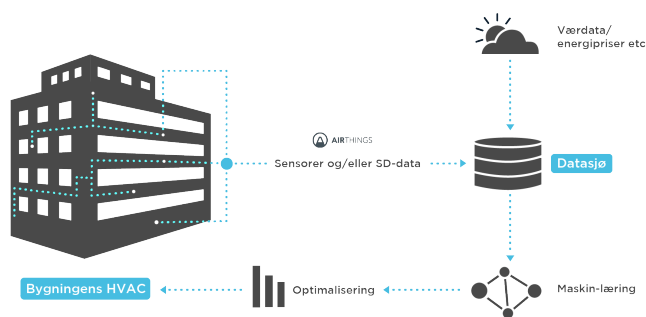 Værdata/
energipriser etc
AIRTHINGS
Sensorer og/eller SD-data
Datasjø
Bygningens HVAC
Optimalisering
Maskin-læring